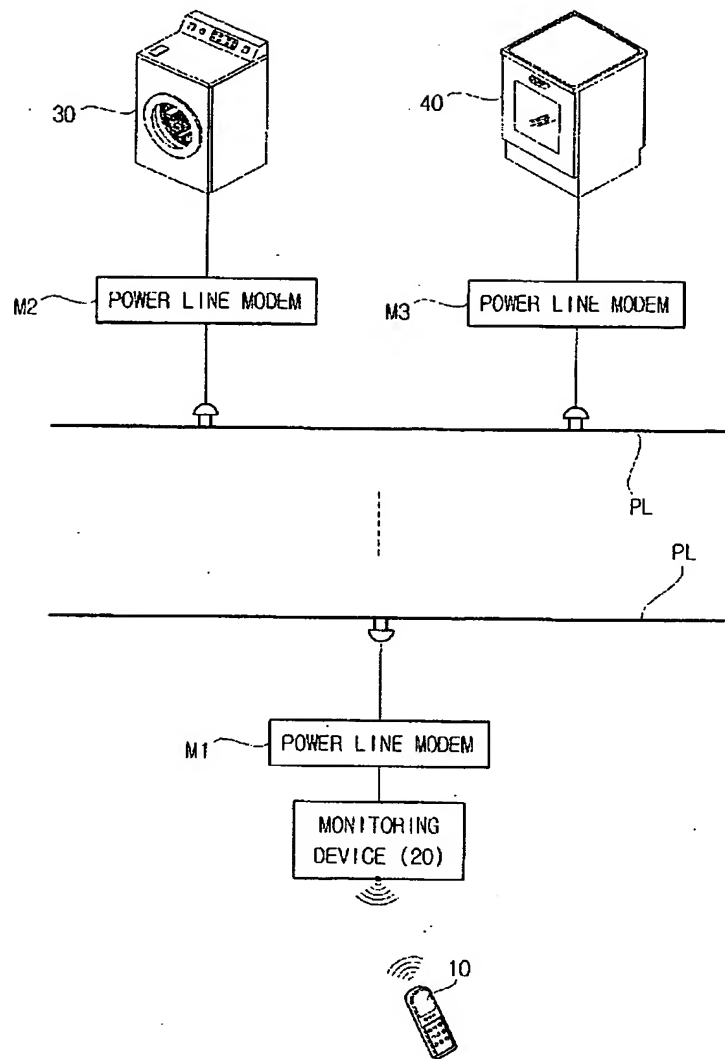 30
40
M2
POWER LINE MODEM
M3
POWER LINE MODEM
PL
PL
M1
POWER LINE MODEM
MONITORING
DEVICE (20)
10